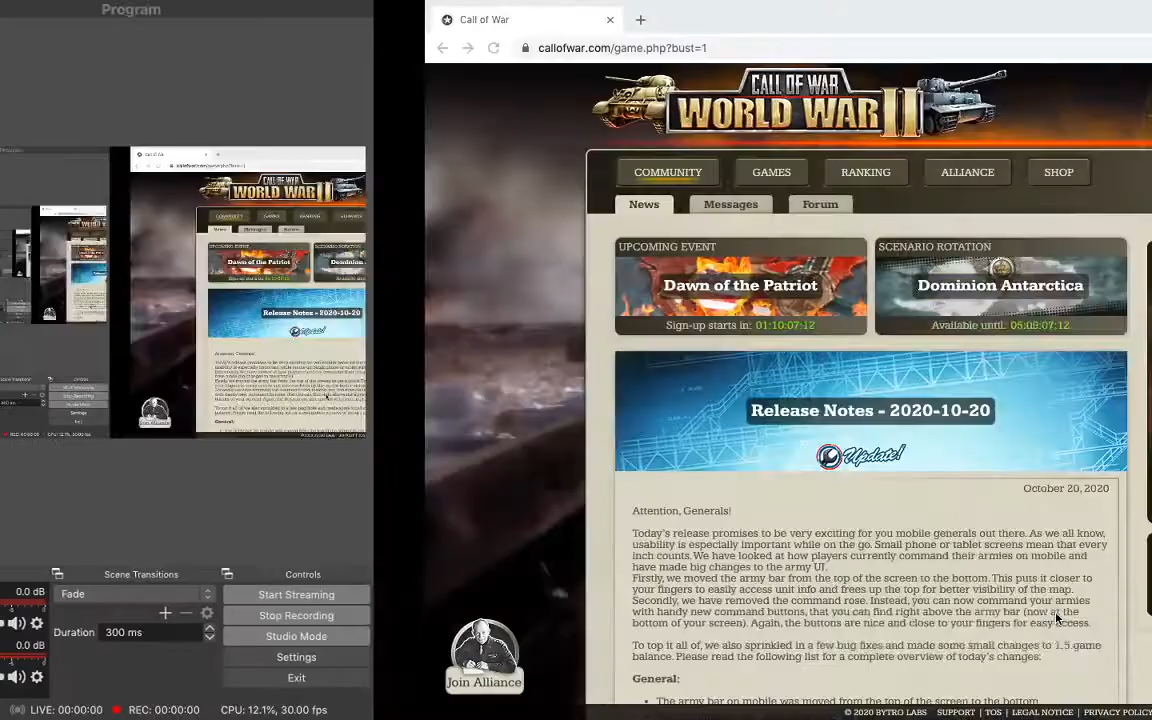 Program
0.0 dB
0.0 dB
Scene Transitions
Fade
Duration 300 ms
Controls
Start Streaming
Stop Recording
Studio Mode
Settings
Exit
LIVE: 00:00:00 REC: 00:00:00 CPU: 12.1%, 30.00 fps
Call of War
callofwar.com/game.php?bust=1
CALL OF WAR
WORLD WAR II
COMMUNITY GAMES RANKING ALLIANCE SHOP
News Messages Forum
UPCOMING EVENT
Dawn of the Patriot
Sign-up starts in: 01:10:07:12
SCENARIO ROTATION
Dominion Antarctica
Available until: 05:09:07:12
Release Notes - 2020-10-20
Update!
October 20, 2020
Attention, Generals!
Today's release promises to be very exciting for you mobile generals out there. As we all know,
usability is especially important while on the go. Small phone or tablet screens mean that every
inch counts. We have looked at how players currently command their armies on mobile and
have made big changes to the army UI.
Firstly, we moved the army bar from the top of the screen to the bottom. This puts it closer to
your fingers to easily access unit info and frees up the top for better visibility of the map.
Secondly, we have removed the command rose. Instead, you can now command your armies
with handy new command buttons, that you can find right above the army bar (now at the
bottom of your screen). Again, the buttons are nice and close to your fingers for easy access.
To top it all of, we also sprinkled in a few bug fixes and made some small changes to 1.5 game
balance. Please read the following list for a complete overview of today's changes:
General:
The army bar on mobile was moved from the top of the screen to the bottom
Join Alliance
© 2020 BYTRO LABS SUPPORT | TOS | LEGAL NOTICE | PRIVACY POLICY
Dawn of the Patriot
Release Notes - 2020-10-20